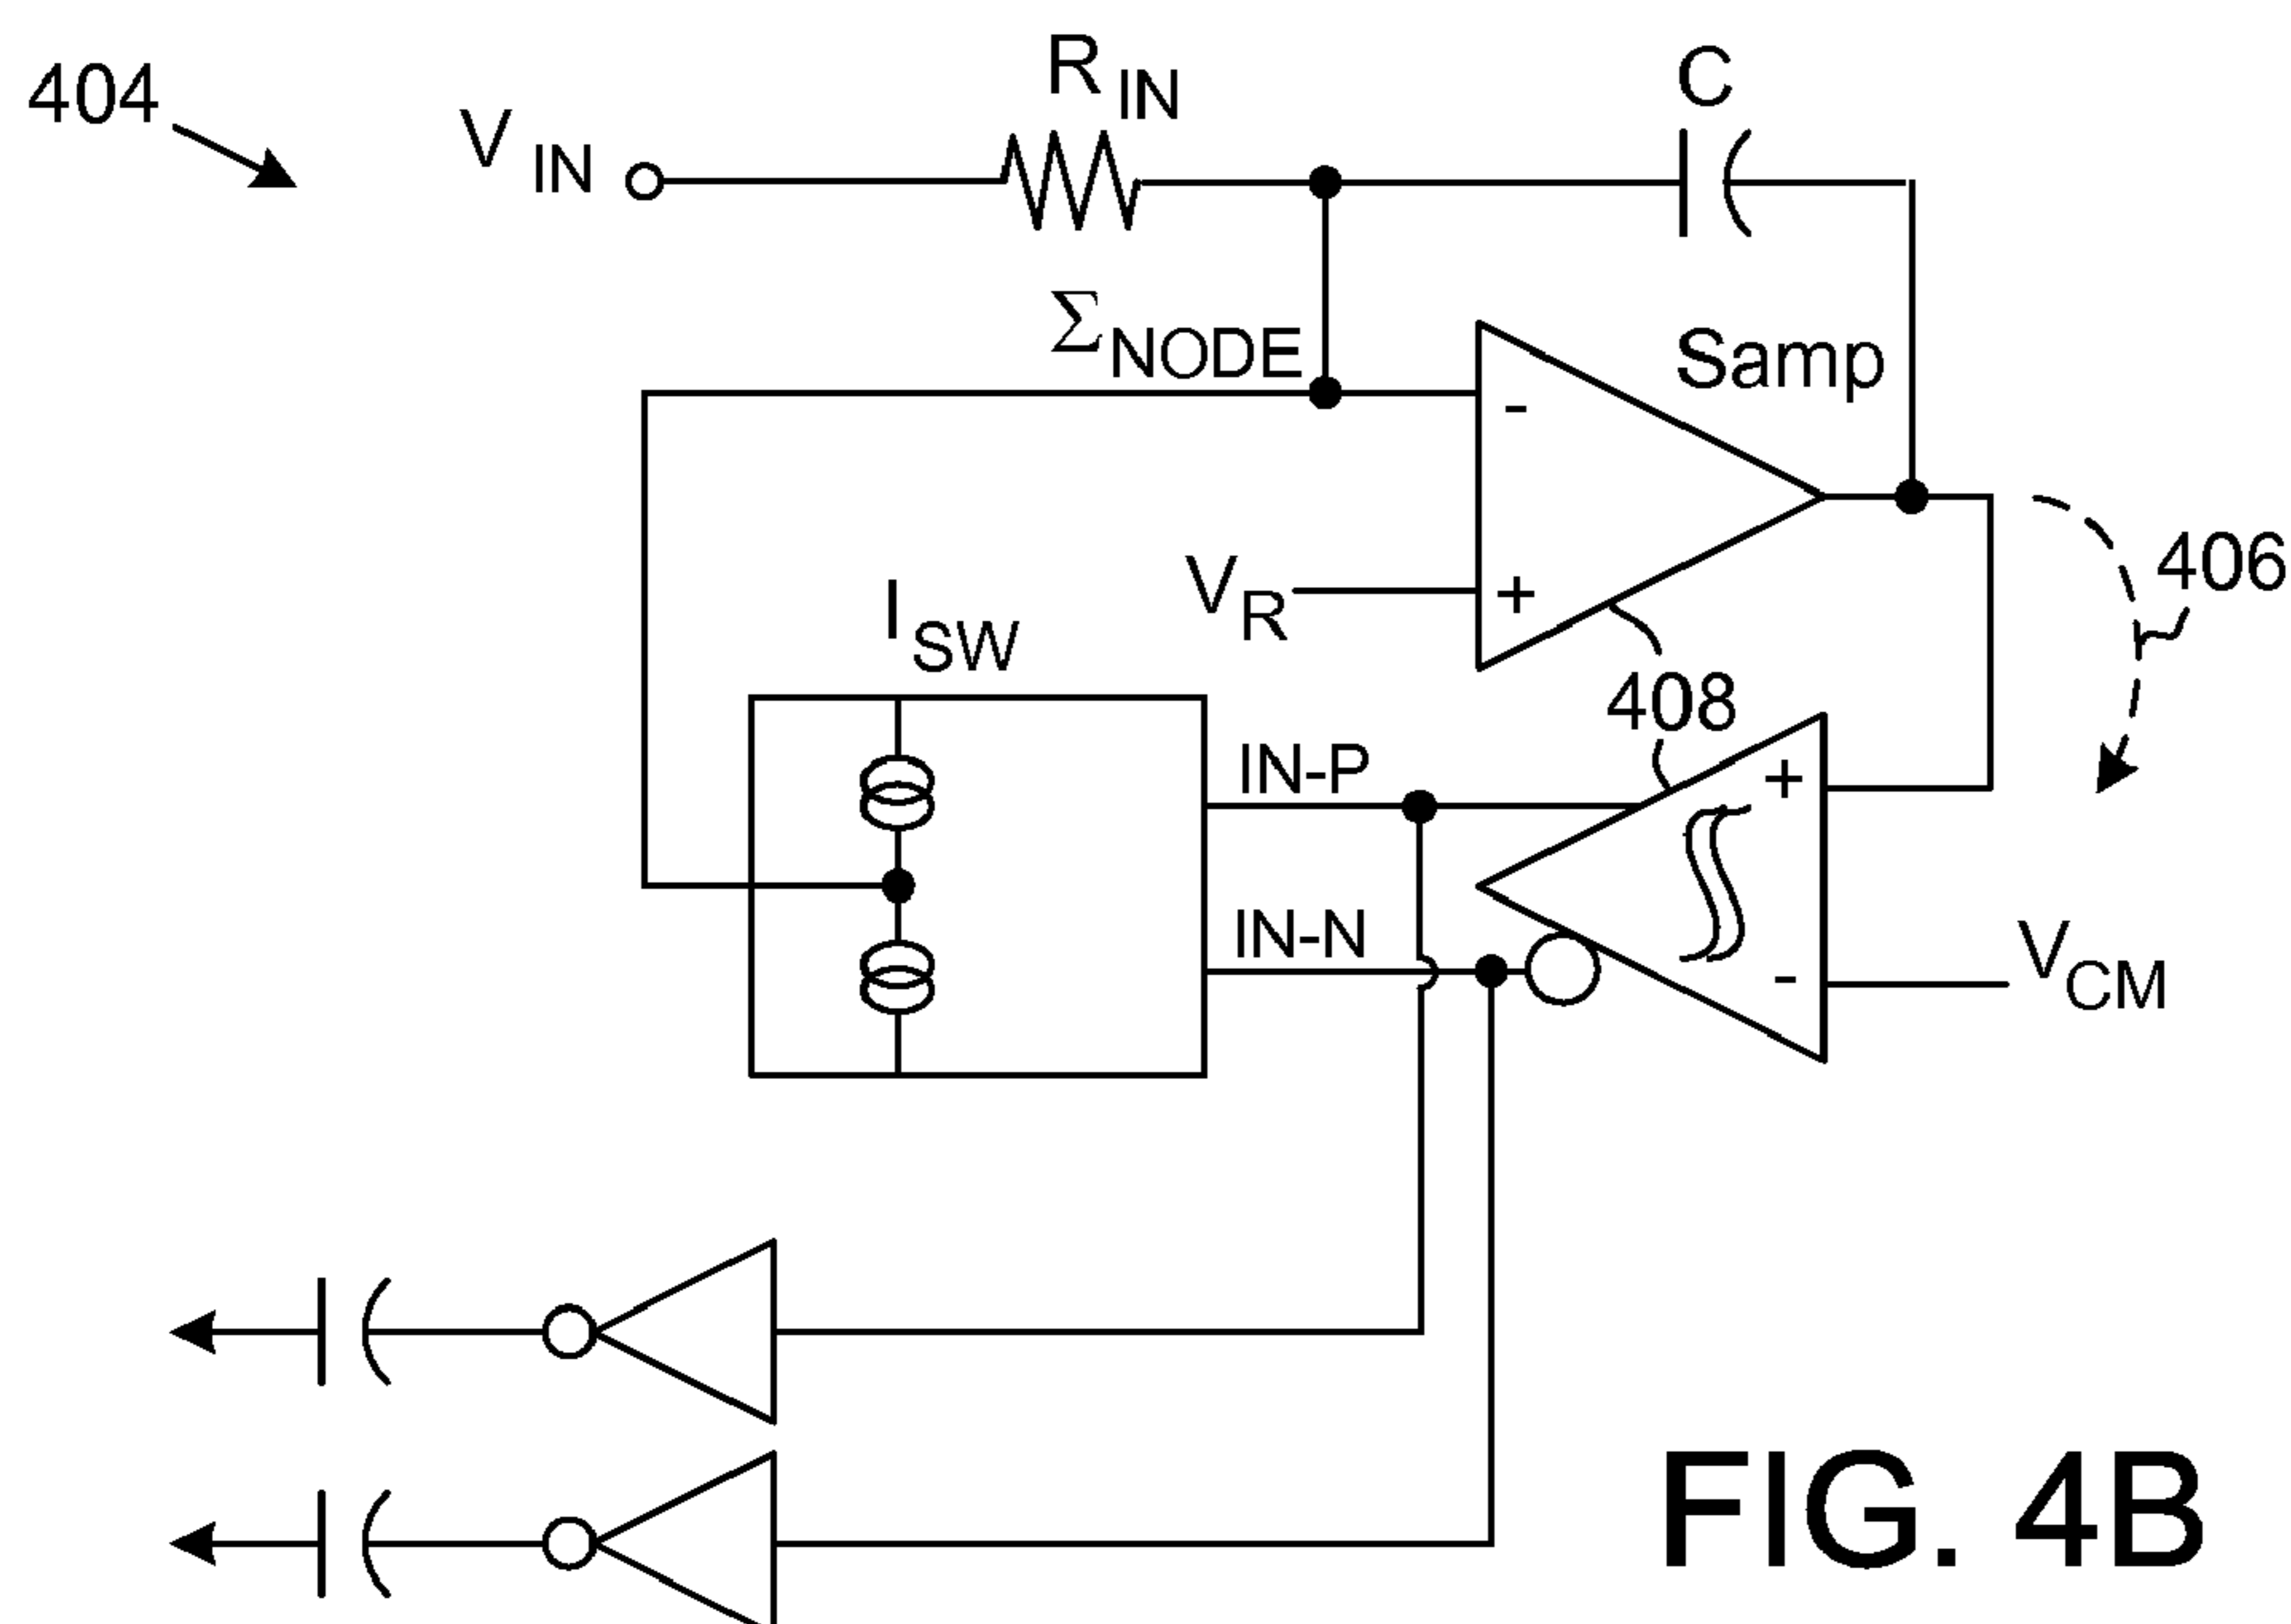 404
V IN
R IN
C
Σ NODE
Samp
-
V R
+
406
I SW
408
IN-P
+
IN-N
-
V CM
FIG. 4B